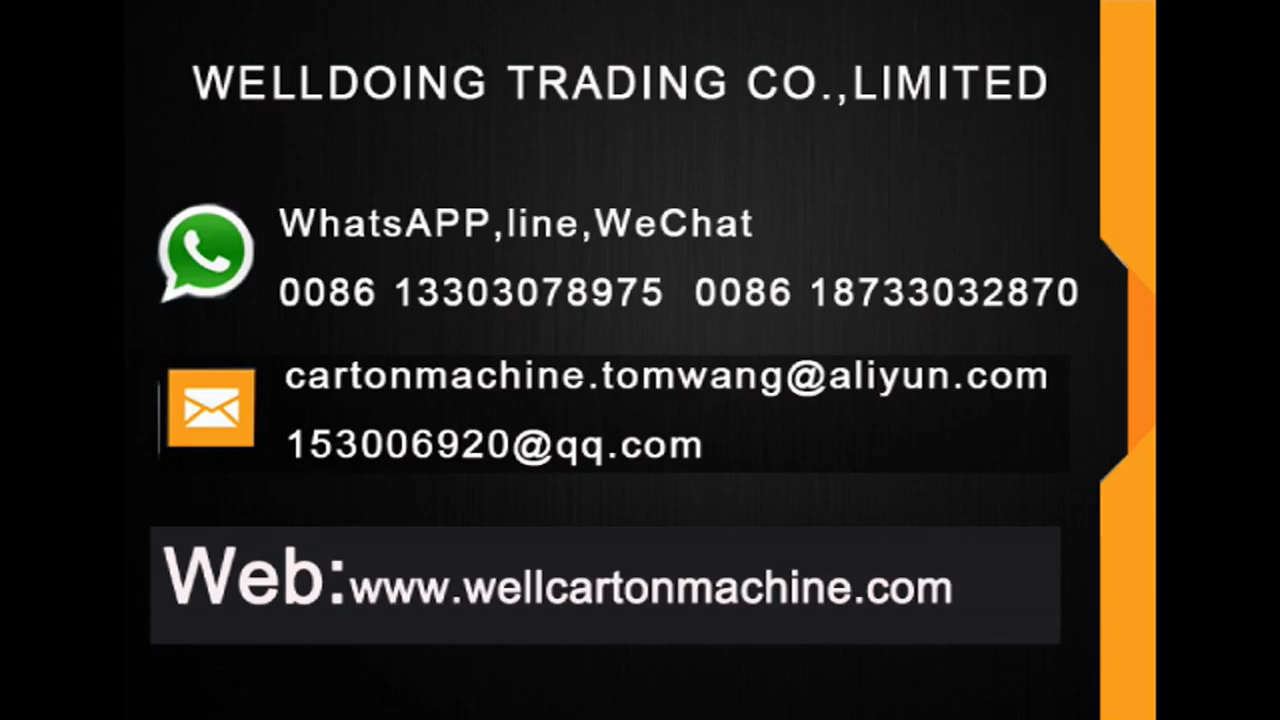 WELLDOING TRADING CO.,LIMITED
WhatsAPP,line,WeChat
0086 13303078975 0086 18733032870
cartonmachine.tomwang@aliyun.com
153006920@qq.com
Web:www.wellcartonmachine.com